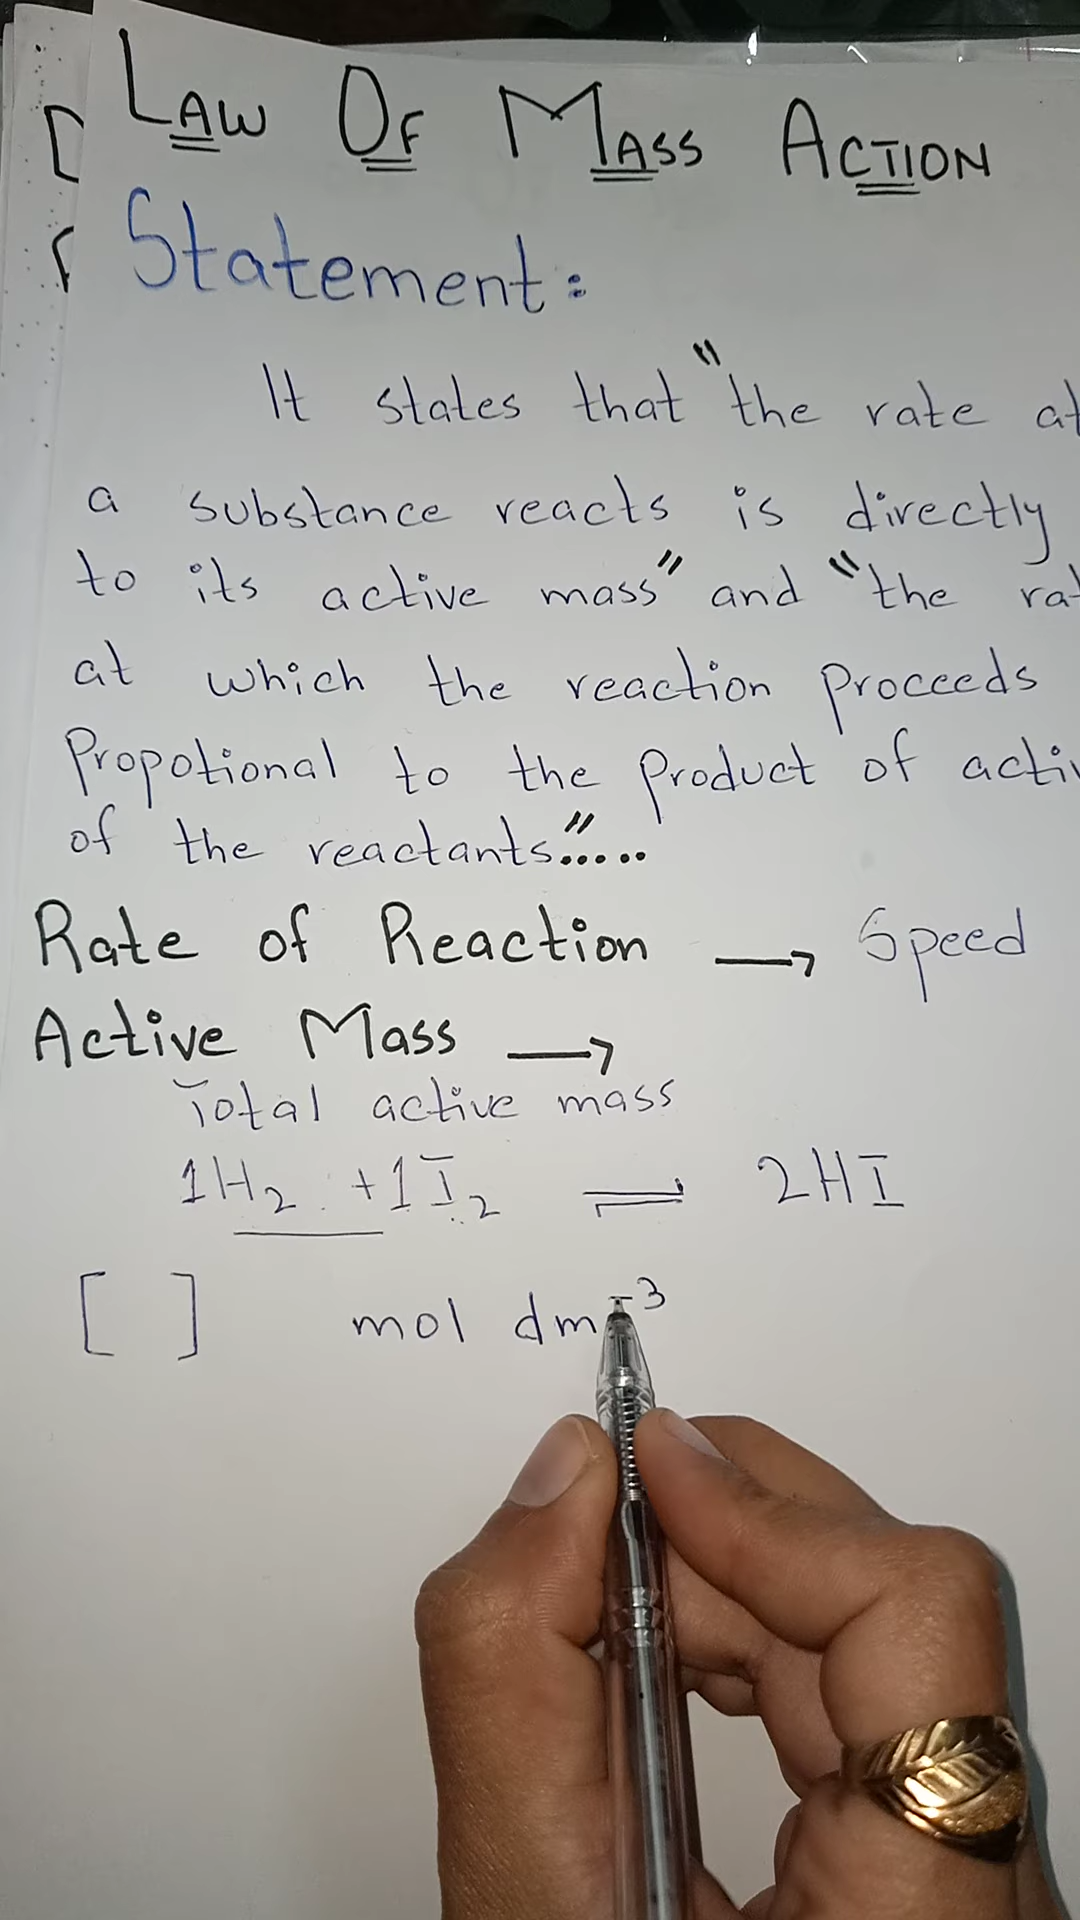 LAW OF MASS ACTION
Statement:
It states that "the rate at
a substance reacts is directly
to its active mass" and "the rat
at which the reaction proceeds
Propotional to the product of activ
of the reactants".....
Rate of Reaction → Speed
Active Mass →
Total active mass
1H₂ + 1I₂ ⇌ 2HI
[ ] mol dm⁻³